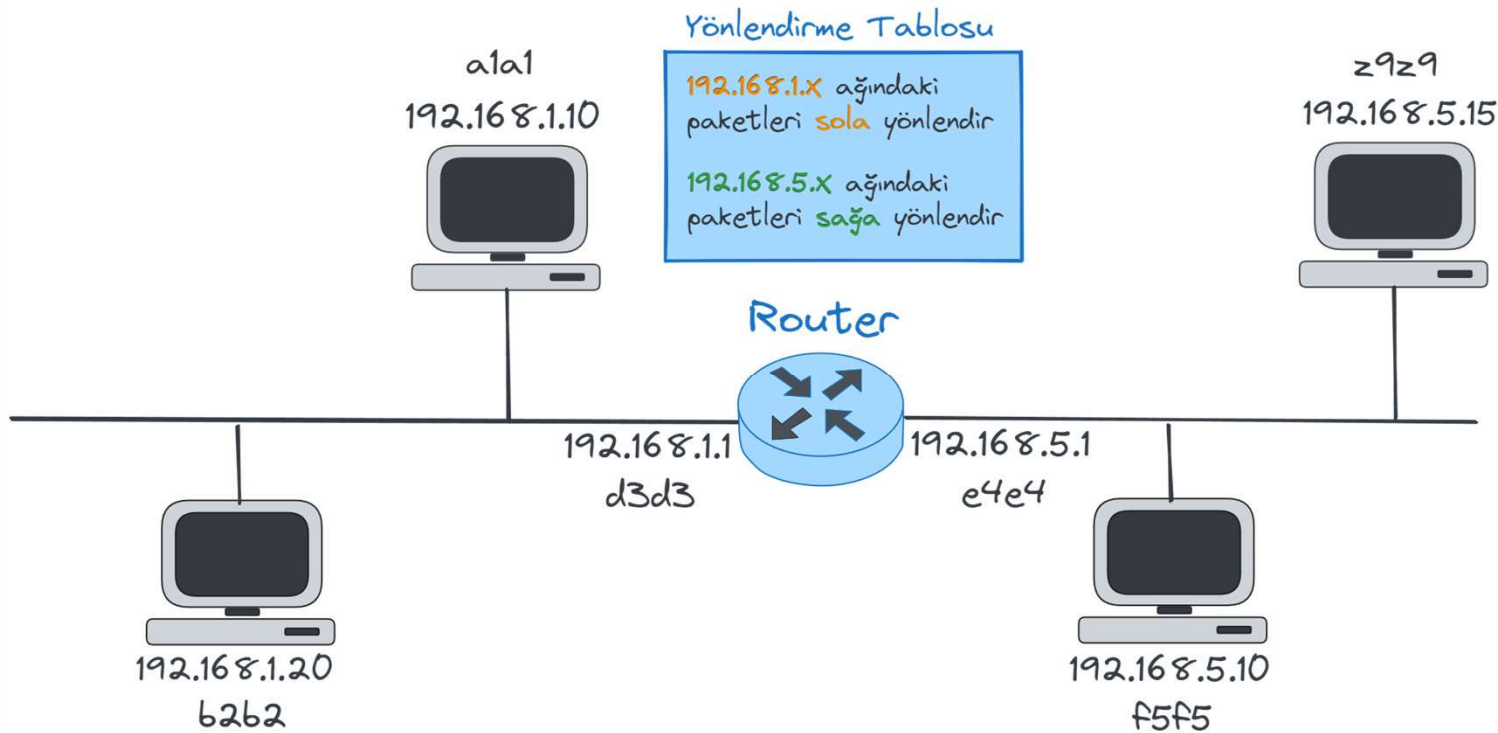 Yönlendirme Tablosu
192.168.1.x ağındaki
paketleri sola yönlendir
192.168.5.x ağındaki
paketleri sağa yönlendir
a1a1
192.168.1.10
z9z9
192.168.5.15
Router
192.168.1.1
d3d3
192.168.5.1
e4e4
192.168.1.20
b2b2
192.168.5.10
f5f5